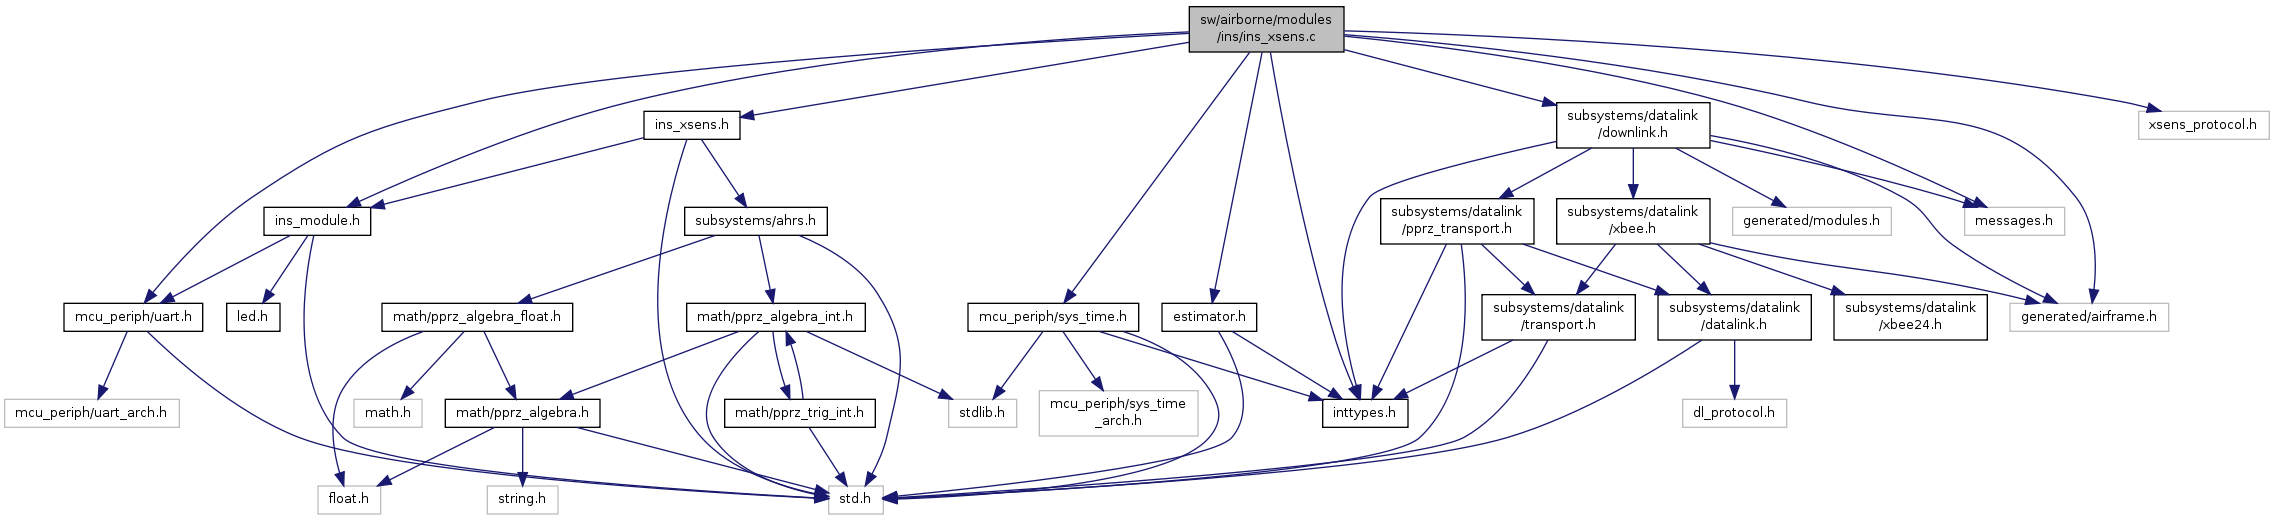 sw/airborne/modules
/ins/ins_xsens.c
ins_xsens.h
subsystems/datalink
/downlink.h
xsens_protocol.h
ins_module.h
subsystems/ahrs.h
subsystems/datalink
/pprz_transport.h
subsystems/datalink
/xbee.h
generated/modules.h
messages.h
mcu_periph/uart.h
led.h
math/pprz_algebra_float.h
math/pprz_algebra_int.h
mcu_periph/sys_time.h
estimator.h
subsystems/datalink
/transport.h
subsystems/datalink
/datalink.h
subsystems/datalink
/xbee24.h
generated/airframe.h
mcu_periph/uart_arch.h
math.h
math/pprz_algebra.h
math/pprz_trig_int.h
stdlib.h
mcu_periph/sys_time
_arch.h
inttypes.h
dl_protocol.h
float.h
string.h
std.h